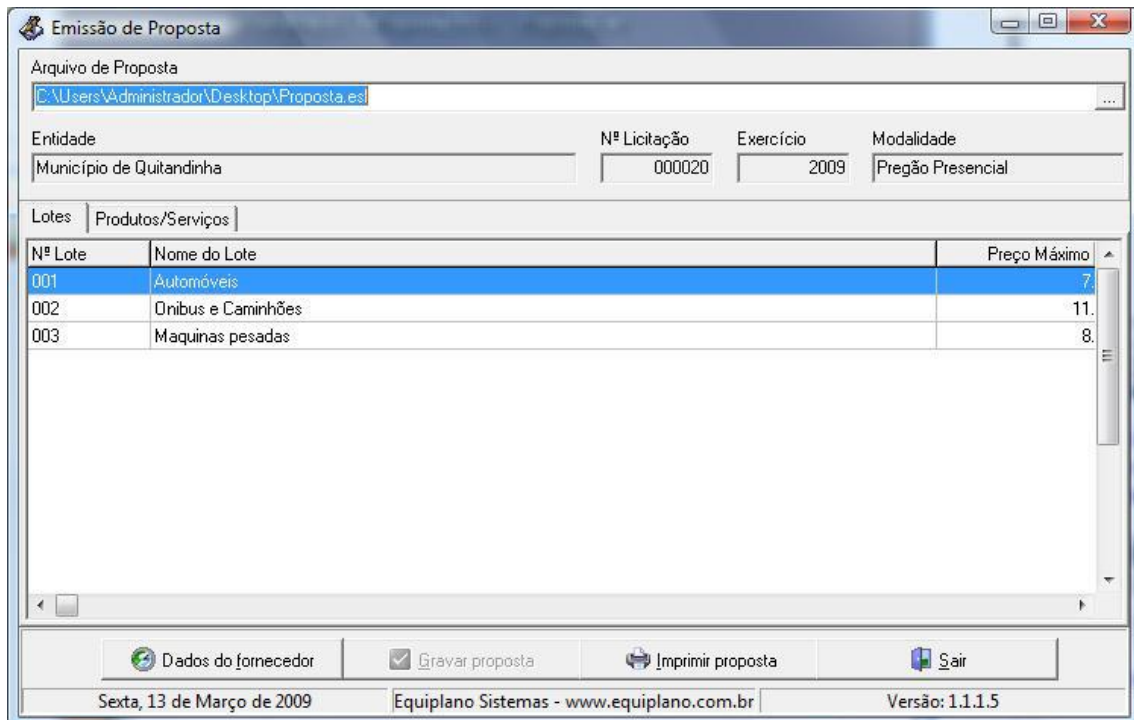 Emissão de Proposta
Arquivo de Proposta
C:\Users\Administrador\Desktop\Proposta.esl
...
Entidade Nº Licitação Exercício Modalidade
Município de Quitandinha 000020 2009 Pregão Presencial
Lotes Produtos/Serviços
Nº Lote Nome do Lote Preço Máximo
001 Automóveis 7.
002 Onibus e Caminhões 11.
003 Maquinas pesadas 8.
Dados do fornecedor Gravar proposta Imprimir proposta Sair
Sexta, 13 de Março de 2009 Equiplano Sistemas - www.equiplano.com.br Versão: 1.1.1.5